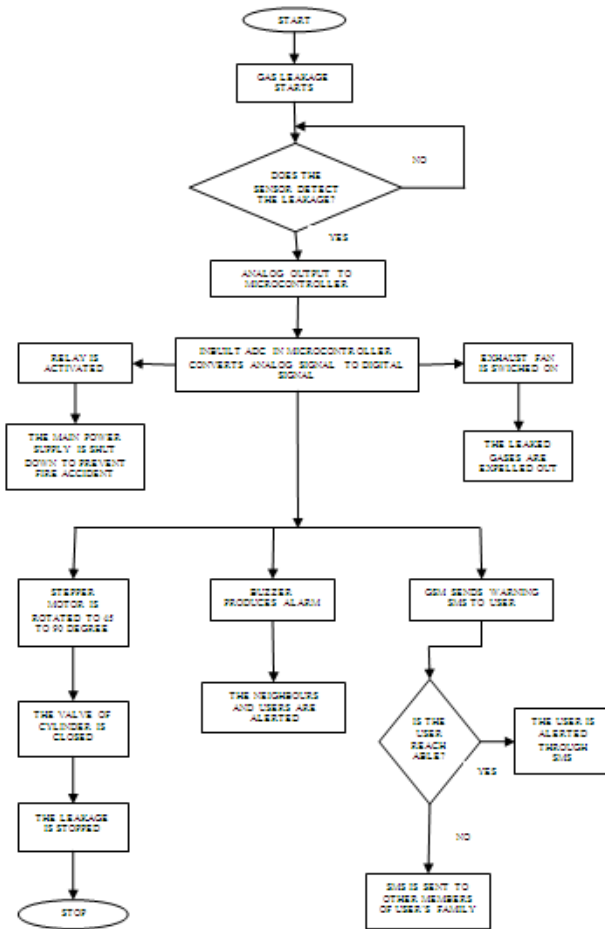 START
GAS LEAKAGE
STARTS
NO
DOES THE
SENSOR DETECT
THE LEAKAGE?
YES
ANALOG OUTPUT TO
MICROCONTROLLER
RELAY IS
ACTIVATED
INBUILT ADC IN MICROCONTROLLER
CONVERTS ANALOG SIGNAL TO DIGITAL
SIGNAL
EXHAUST FAN
IS SWICHED ON
THE MAIN POWER
SUPPLY IS SHUT
DOWN TO PREVENT
FIRE ACCIDENT
THE LEAKED
GASES ARE
EXPELLED OUT
STEPPER
MOTOR IS
ROTATED TO 65
TO 90 DEGREE
BUZZER
PRODUCES ALARM
GSM SENDS WARNING
SMS TO USER
THE NEIGHBOURS
AND USERS ARE
ALERTED
THE VALVE OF
CYLINDER IS
CLOSED
IS THE
USER
REACH
ABLE?
YES
THE USER IS
ALERTED
THROUGH
SMS
THE LEAKAGE
IS STOPPED
NO
STOP
SMS IS SENT TO
OTHER MEMBERS
OF USER'S FAMILY